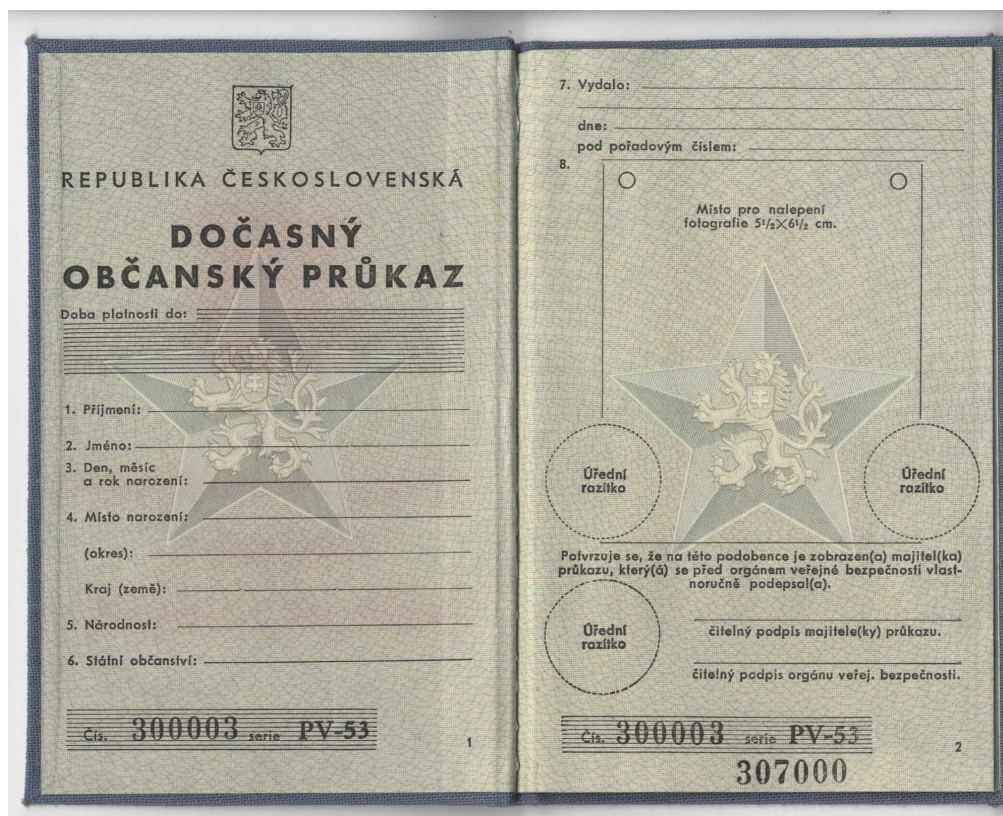 REPUBLIKA ČESKOSLOVENSKÁ
DOČASNÝ
OBČANSKÝ PRŮKAZ
Doba platnosti do:
1. Příjmení:
2. Jméno:
3. Den, měsíc
a rok narození:
4. Místo narození:
(okres):
Kraj (země):
5. Národnost:
6. Státní občanství:
Čís. 300003 serie PV-53
1
7. Vydalo:
dne:
pod pořadovým číslem:
8.
Místo pro nalepení
fotografie 5¹/₂×6¹/₂ cm.
Úřední
razítko
Úřední
razítko
Potvrzuje se, že na této podobence je zobrazen(a) majitel(ka)
průkazu, který(á) se před orgánem veřejné bezpečnosti vlast-
noručně podepsal(a).
Úřední
razítko
čitelný podpis majitele(ky) průkazu.
čitelný podpis orgánu veřej. bezpečnosti.
Čís. 300003 serie PV-53
2
307000